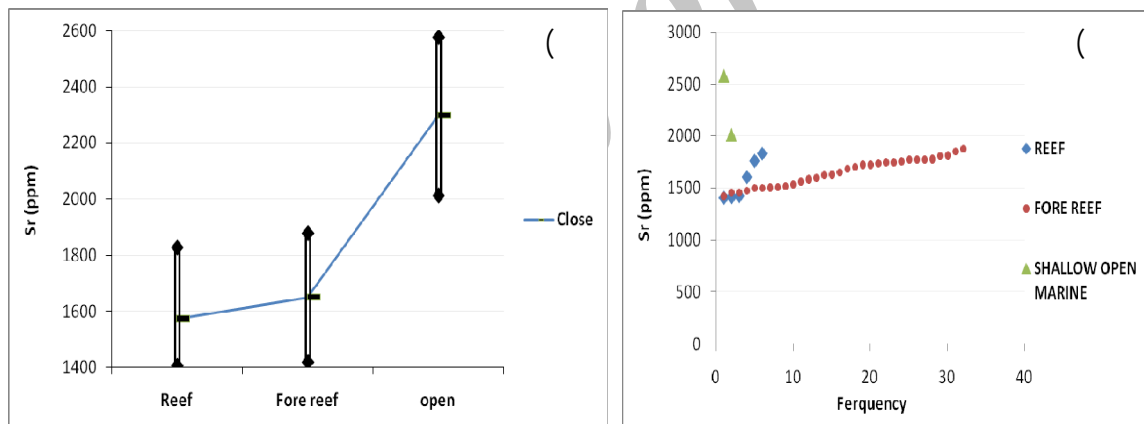 2600
2400
2200
2000
1800
1600
1400
Sr (ppm)
(
Close
Reef
Fore reef
open
3000
2500
2000
1500
1000
500
0
Sr (ppm)
(
REEF
FORE REEF
SHALLOW OPEN
MARINE
0
10
20
30
40
Ferquency